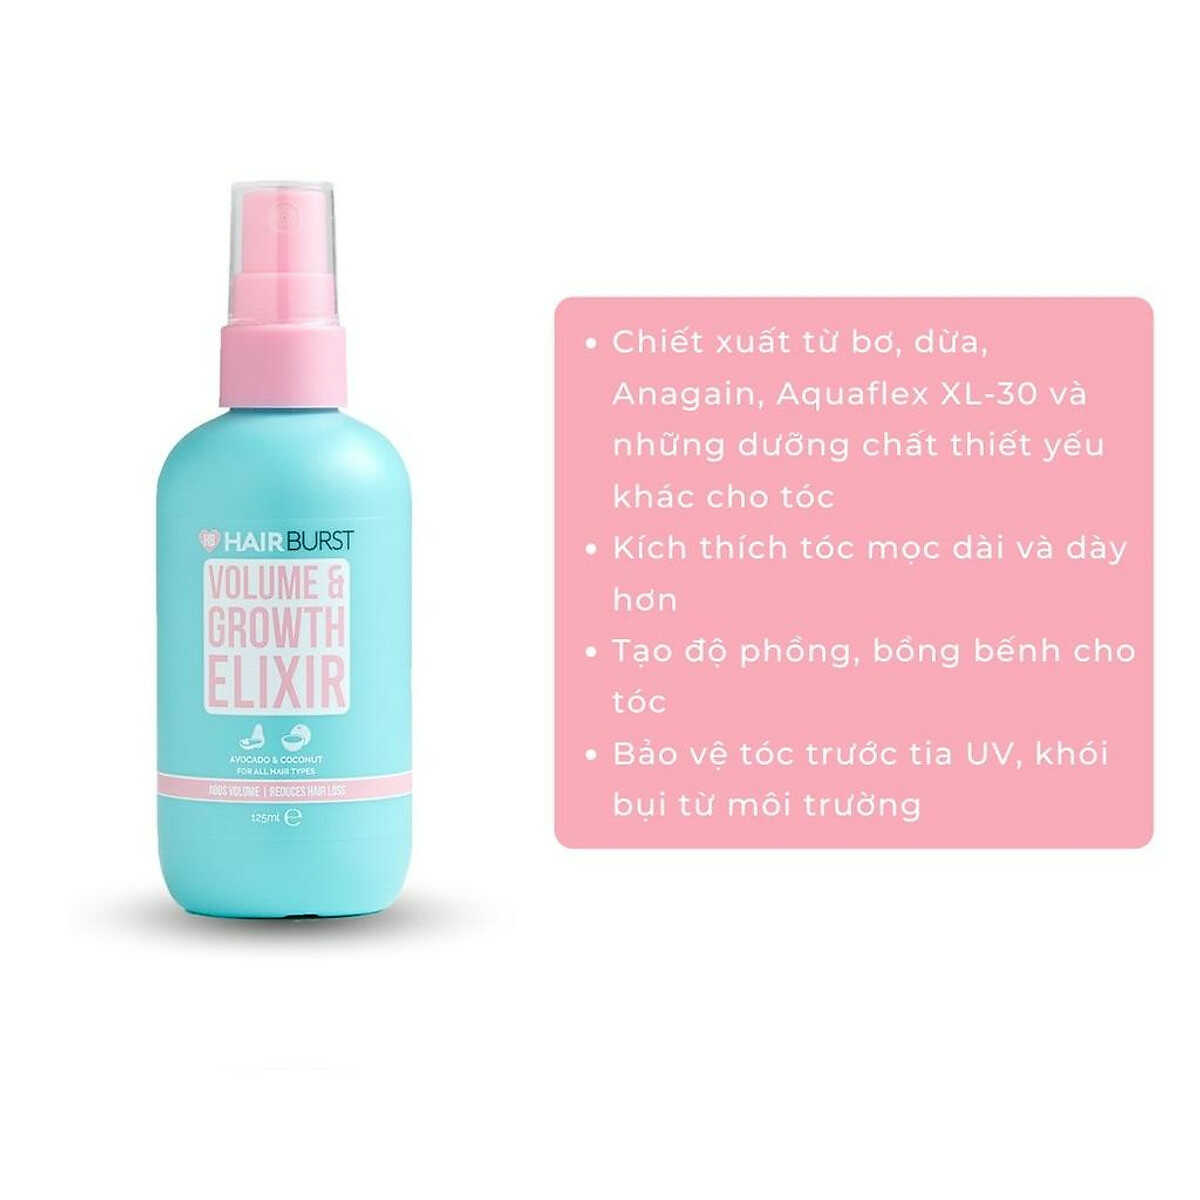 HAIRBURST
VOLUME &
GROWTH
ELIXIR
AVOCADO & COCONUT
FOR ALL HAIR TYPES
ADDS VOLUME | REDUCES HAIR LOSS
125ml ℮
• Chiết xuất từ bơ, dừa,
Anagain, Aquaflex XL-30 và
những dưỡng chất thiết yếu
khác cho tóc
• Kích thích tóc mọc dài và dày
hơn
• Tạo độ phồng, bồng bềnh cho
tóc
• Bảo vệ tóc trước tia UV, khói
bụi từ môi trường